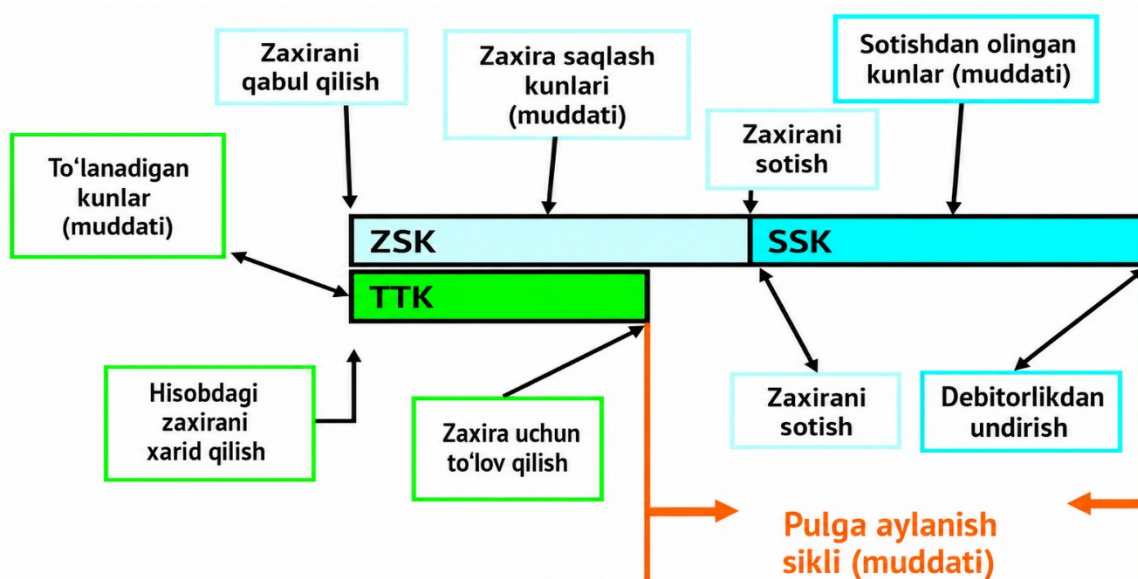 Zaxirani
qabul qilish
Zaxira saqlash
kunlari
(muddati)
Sotishdan olingan
kunlar (muddati)
Zaxirani
sotish
To‘lanadigan
kunlar
(muddati)
ZSK
SSK
TTK
Hisobdagi
zaxirani
xarid qilish
Zaxira uchun
to‘lov qilish
Zaxirani
sotish
Debitorlikdan
undirish
Pulga aylanish
sikli (muddati)